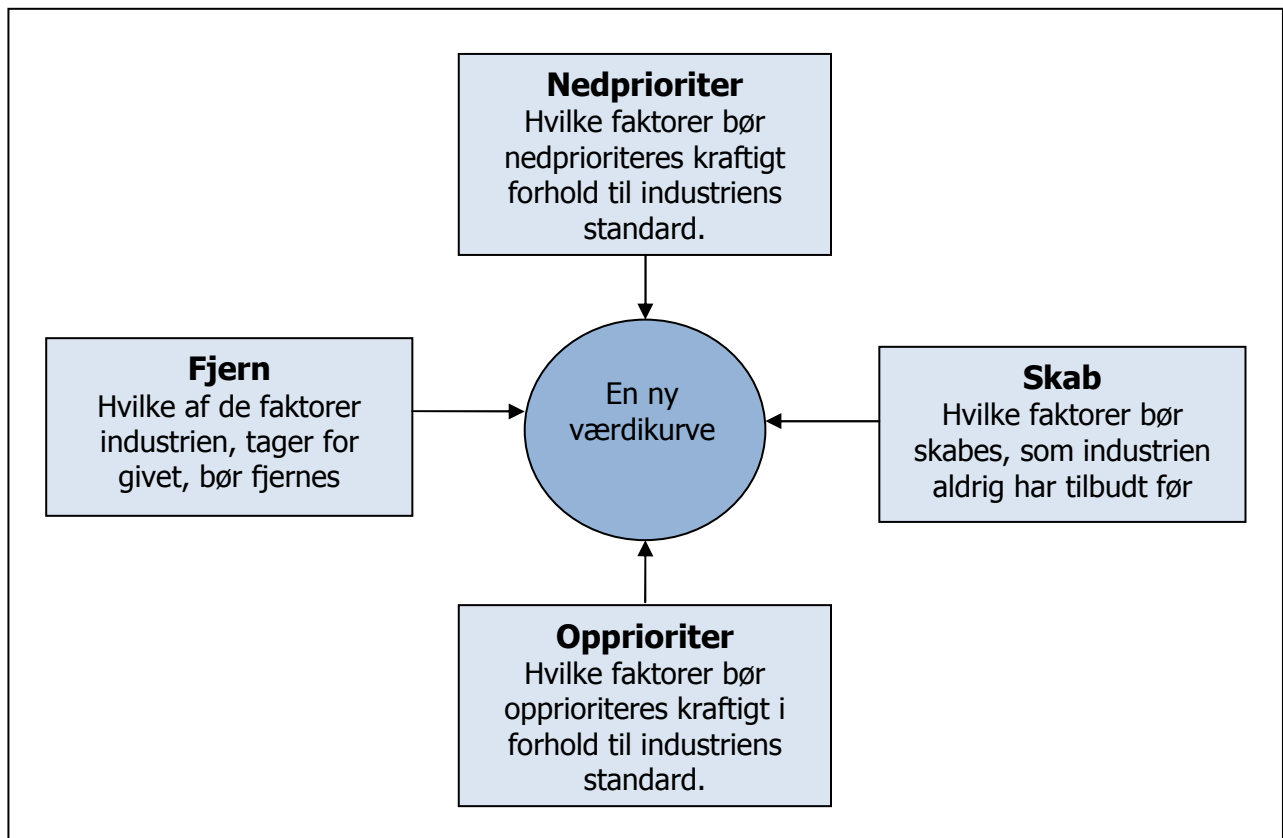 Nedprioriter
Hvilke faktorer bør
nedprioriteres kraftigt
forhold til industriens
standard.
Fjern
Hvilke af de faktorer
industrien, tager for
givet, bør fjernes
En ny
værdikurve
Skab
Hvilke faktorer bør
skabes, som industrien
aldrig har tilbudt før
Opprioriter
Hvilke faktorer bør
opprioriteres kraftigt i
forhold til industriens
standard.